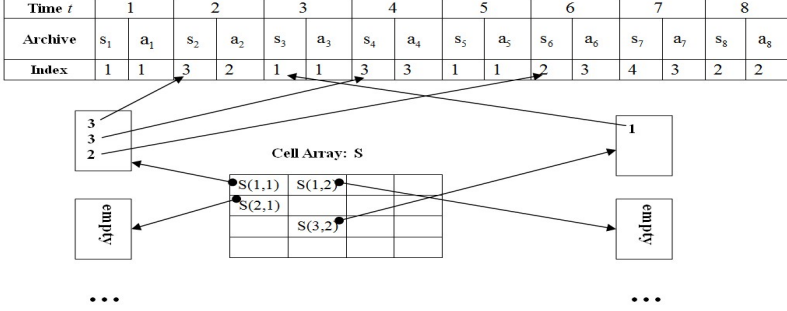 Time t 1 2 3 4 5 6 7 8
Archive s1 a1 s2 a2 s3 a3 s4 a4 s5 a5 s6 a6 s7 a7 s8 a8
Index 1 1 3 2 1 1 3 3 1 1 2 3 4 3 2 2
3
3
2
1
Cell Array: S
S(1,1) S(1,2)
S(2,1)
S(3,2)
empty
empty
... ...